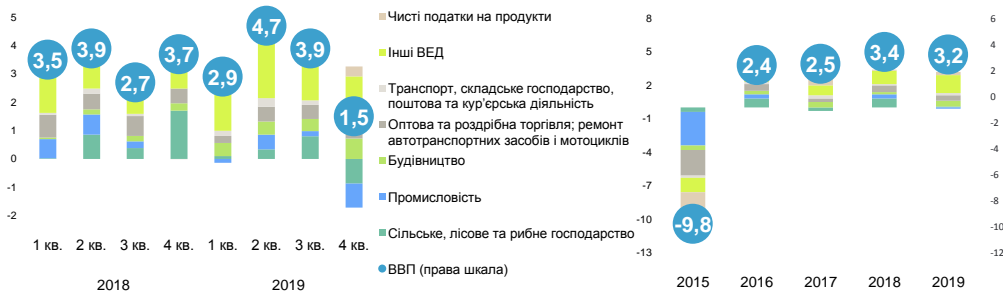 5
4
3
2
1
0
-1
-2
3,5
3,9
2,7
3,7
2,9
4,7
3,9
1,5
1 кв.
2 кв.
3 кв.
4 кв.
1 кв.
2 кв.
3 кв.
4 кв.
2018
2019
Чисті податки на продукти
Інші ВЕД
Транспорт, складське господарство,
поштова та кур’єрська діяльність
Оптова та роздрібна торгівля; ремонт
автотранспортних засобів і мотоциклів
Будівництво
Промисловість
Сільське, лісове та рибне господарство
ВВП (права шкала)
8
5
2
-1
-4
-7
-10
-13
-9,8
2,4
2,5
3,4
3,2
6
4
2
0
-2
-4
-6
-8
-10
-12
2015
2016
2017
2018
2019